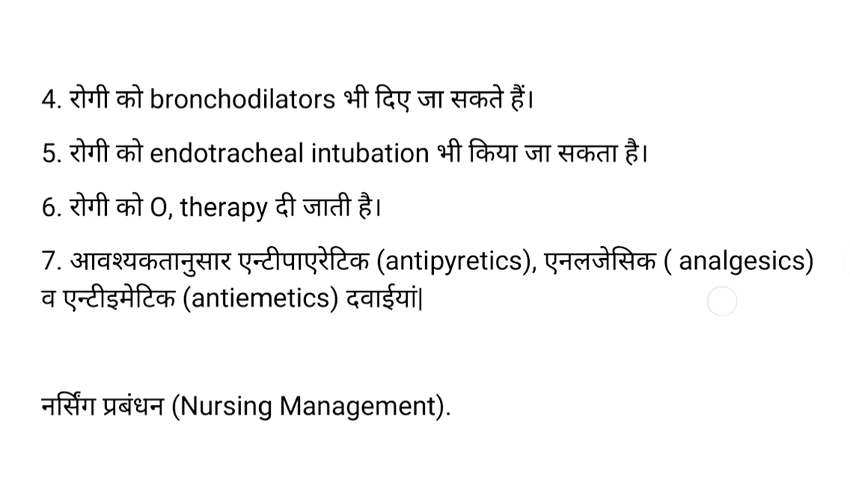 4. रोगी को bronchodilators भी दिए जा सकते हैं।
5. रोगी को endotracheal intubation भी किया जा सकता है।
6. रोगी को O, therapy दी जाती है।
7. आवश्यकतानुसार एन्टीपाएरेटिक (antipyretics), एनलजेसिक ( analgesics)
व एन्टीइमेटिक (antiemetics) दवाईयां|
नर्सिंग प्रबंधन (Nursing Management).